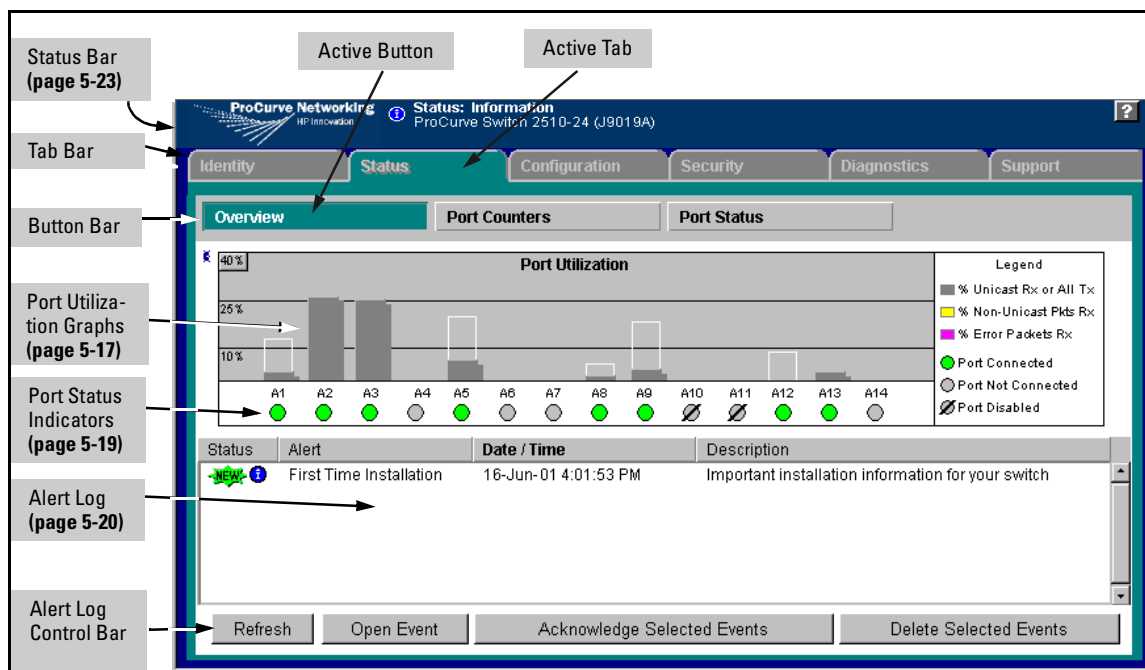 Active Button
Active Tab
Status Bar
(page 5-23)
ProCurve Networking
HP Innovation
Status: Information
ProCurve Switch 2510-24 (J9019A)
?
Tab Bar
Identity
Status
Configuration
Security
Diagnostics
Support
Button Bar
Overview
Port Counters
Port Status
40%
Port Utilization
25%
10%
Legend
% Unicast Rx or All Tx
% Non-Unicast Pkts Rx
% Error Packets Rx
Port Connected
Port Not Connected
Port Disabled
Port Utiliza-
tion Graphs
(page 5-17)
A1 A2 A3 A4 A5 A6 A7 A8 A9 A10 A11 A12 A13 A14
Port Status
Indicators
(page 5-19)
Status Alert Date / Time Description
NEW! i First Time Installation 16-Jun-01 4:01:53 PM Important installation information for your switch
Alert Log
(page 5-20)
Alert Log
Control Bar
Refresh
Open Event
Acknowledge Selected Events
Delete Selected Events